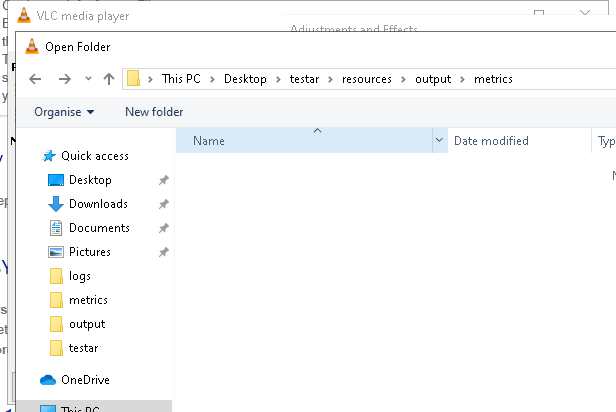 VLC media player
Adjustments and Effects
Open Folder
This PC > Desktop > testar > resources > output > metrics
Organise
New folder
Name
Date modified
Typ
Quick access
Desktop
Downloads
Documents
Pictures
logs
metrics
output
testar
OneDrive
This PC